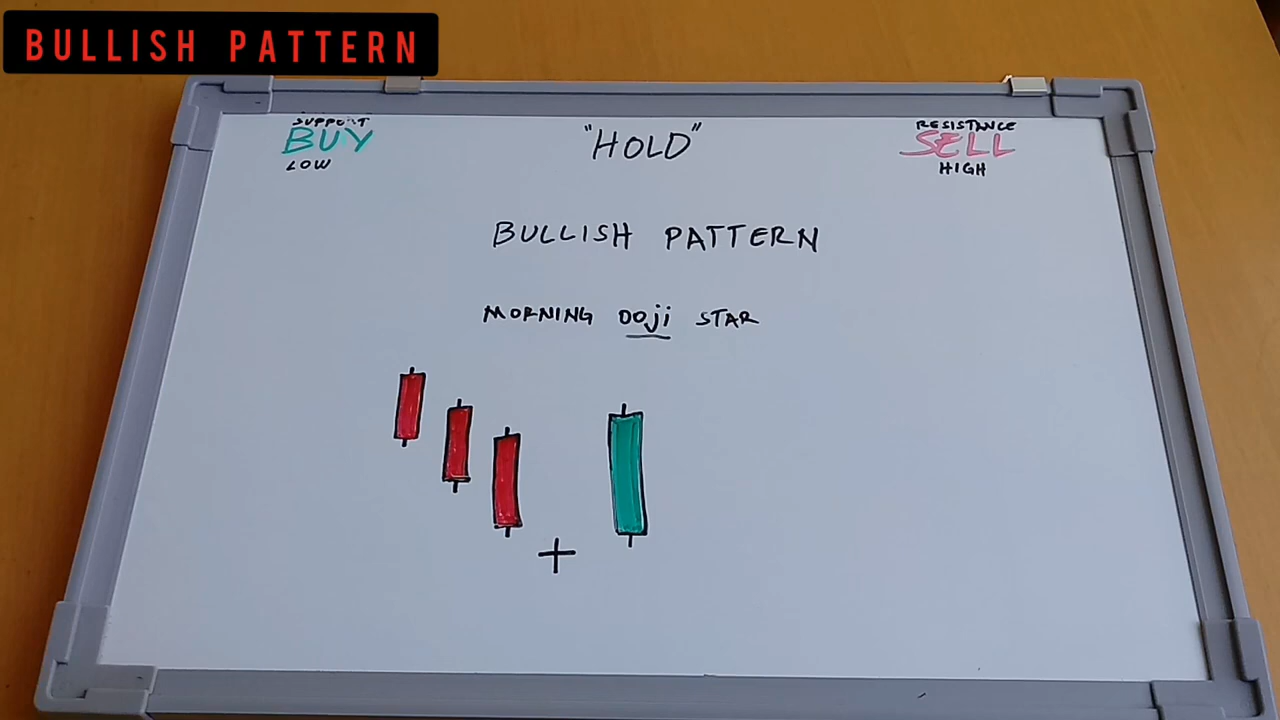 BULLISH PATTERN
SUPPORT
BUY
LOW
"HOLD"
RESISTANCE
SELL
HIGH
BULLISH PATTERN
MORNING DOji STAR